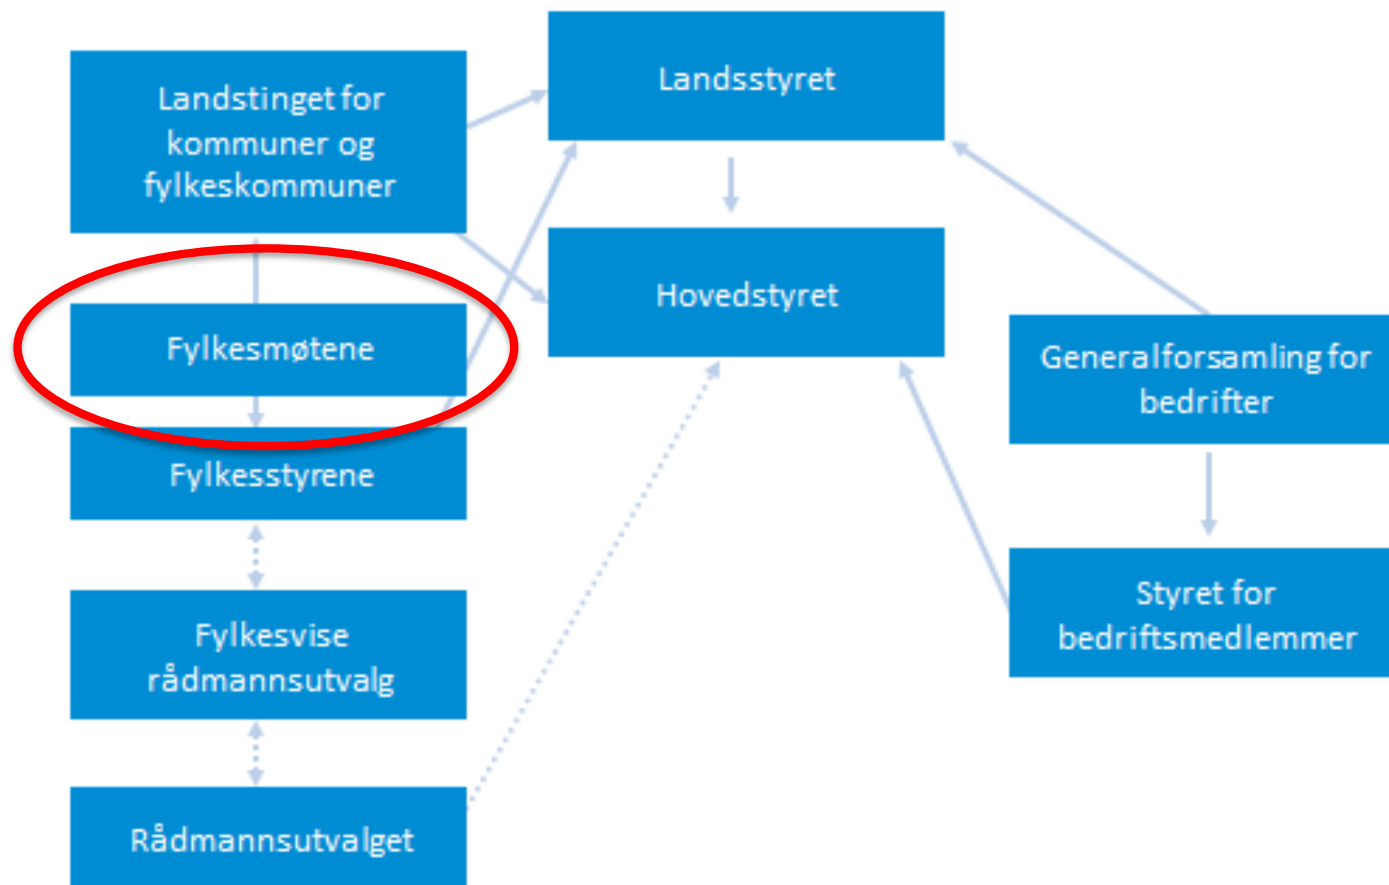 Landsstyret
Landstinget for
kommuner og
fylkeskommuner
Hovedstyret
Fylkesmøtene
Generalforsamling for
bedrifter
Fylkesstyrene
Styret for
bedriftsmedlemmer
Fylkesvise
rådmannsutvalg
Rådmannsutvalget